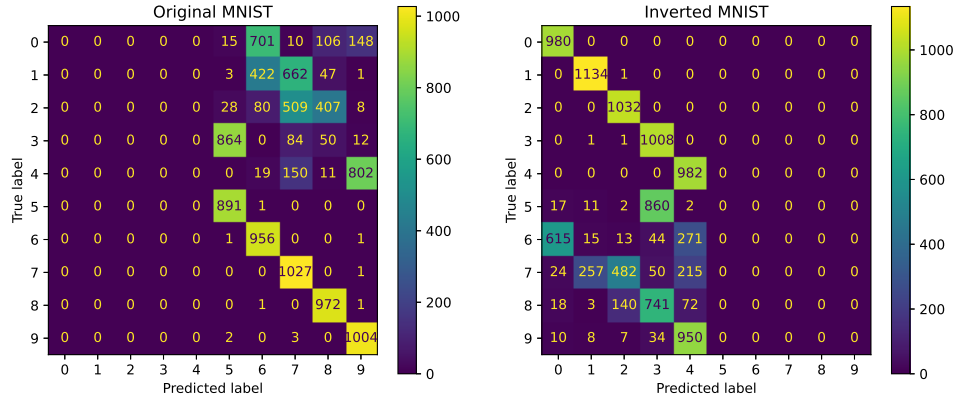 Original MNIST
True label
0 0 0 0 0 0 15 701 10 106 148
1 0 0 0 0 0 3 422 662 47 1
2 0 0 0 0 0 28 80 509 407 8
3 0 0 0 0 0 864 0 84 50 12
4 0 0 0 0 0 0 19 150 11 802
5 0 0 0 0 0 891 1 0 0 0
6 0 0 0 0 0 1 956 0 0 1
7 0 0 0 0 0 0 0 1027 0 1
8 0 0 0 0 0 0 1 0 972 1
9 0 0 0 0 0 2 0 3 0 1004
0 1 2 3 4 5 6 7 8 9
Predicted label
1000
800
600
400
200
0
Inverted MNIST
True label
0 980 0 0 0 0 0 0 0 0 0
1 0 1134 1 0 0 0 0 0 0 0
2 0 0 1032 0 0 0 0 0 0 0
3 0 1 1 1008 0 0 0 0 0 0
4 0 0 0 0 982 0 0 0 0 0
5 17 11 2 860 2 0 0 0 0 0
6 615 15 13 44 271 0 0 0 0 0
7 24 257 482 50 215 0 0 0 0 0
8 18 3 140 741 72 0 0 0 0 0
9 10 8 7 34 950 0 0 0 0 0
0 1 2 3 4 5 6 7 8 9
Predicted label
1000
800
600
400
200
0